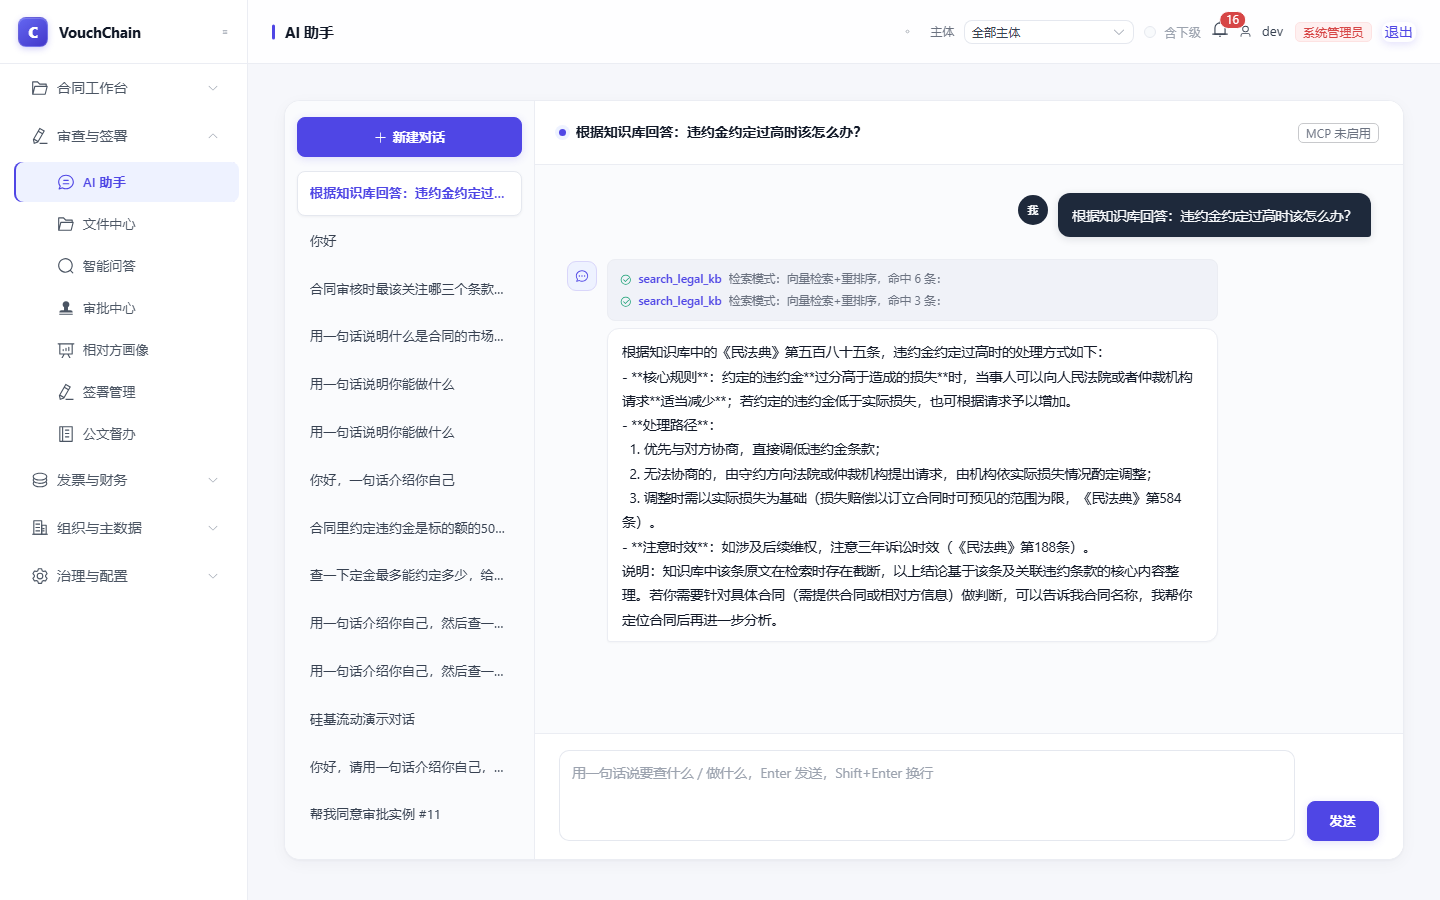 C VouchChain
AI 助手
主体 全部主体 含下级 16 dev 系统管理员 退出
合同工作台
审查与签署
AI 助手
文件中心
智能问答
审批中心
相对方画像
签署管理
公文督办
发票与财务
组织与主数据
治理与配置
+ 新建对话
根据知识库回答：违约金约定过...
你好
合同审核时最该关注哪三个条款...
用一句话说明什么是合同的市场...
用一句话说明你能做什么
用一句话说明你能做什么
你好，一句话介绍你自己
合同里约定违约金是标的额的50...
查一下定金最多能约定多少，给...
用一句话介绍你自己，然后查一...
用一句话介绍你自己，然后查一...
硅基流动演示对话
你好，请用一句话介绍你自己，...
帮我同意审批实例 #11
根据知识库回答：违约金约定过高时该怎么办？
MCP 未启用
我
根据知识库回答：违约金约定过高时该怎么办？
search_legal_kb 检索模式：向量检索+重排序，命中 6 条：
search_legal_kb 检索模式：向量检索+重排序，命中 3 条：
根据知识库中的《民法典》第五百八十五条，违约金约定过高时的处理方式如下：
- **核心规则**：约定的违约金**过分高于造成的损失**时，当事人可以向人民法院或者仲裁机构
请求**适当减少**；若约定的违约金低于实际损失，也可根据请求予以增加。
- **处理路径**：
1. 优先与对方协商，直接调低违约金条款；
2. 无法协商的，由守约方向法院或仲裁机构提出请求，由机构依实际损失情况酌定调整；
3. 调整时需以实际损失为基础（损失赔偿以订立合同时可预见的范围为限，《民法典》第584
条）。
- **注意时效**：如涉及后续维权，注意三年诉讼时效（《民法典》第188条）。
说明：知识库中该条原文在检索时存在截断，以上结论基于该条及关联违约条款的核心内容整
理。若你需要针对具体合同（需提供合同或相对方信息）做判断，可以告诉我合同名称，我帮你
定位合同后再进一步分析。
用一句话说要查什么 / 做什么，Enter 发送，Shift+Enter 换行
发送